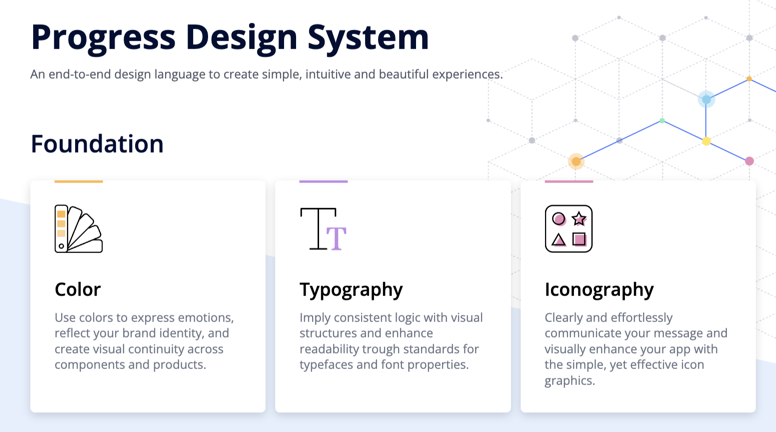 Progress Design System
An end-to-end design language to create simple, intuitive and beautiful experiences.
Foundation
Color
Use colors to express emotions,
reflect your brand identity, and
create visual continuity across
components and products.
Typography
Imply consistent logic with visual
structures and enhance
readability trough standards for
typefaces and font properties.
Iconography
Clearly and effortlessly
communicate your message and
visually enhance your app with
the simple, yet effective icon
graphics.